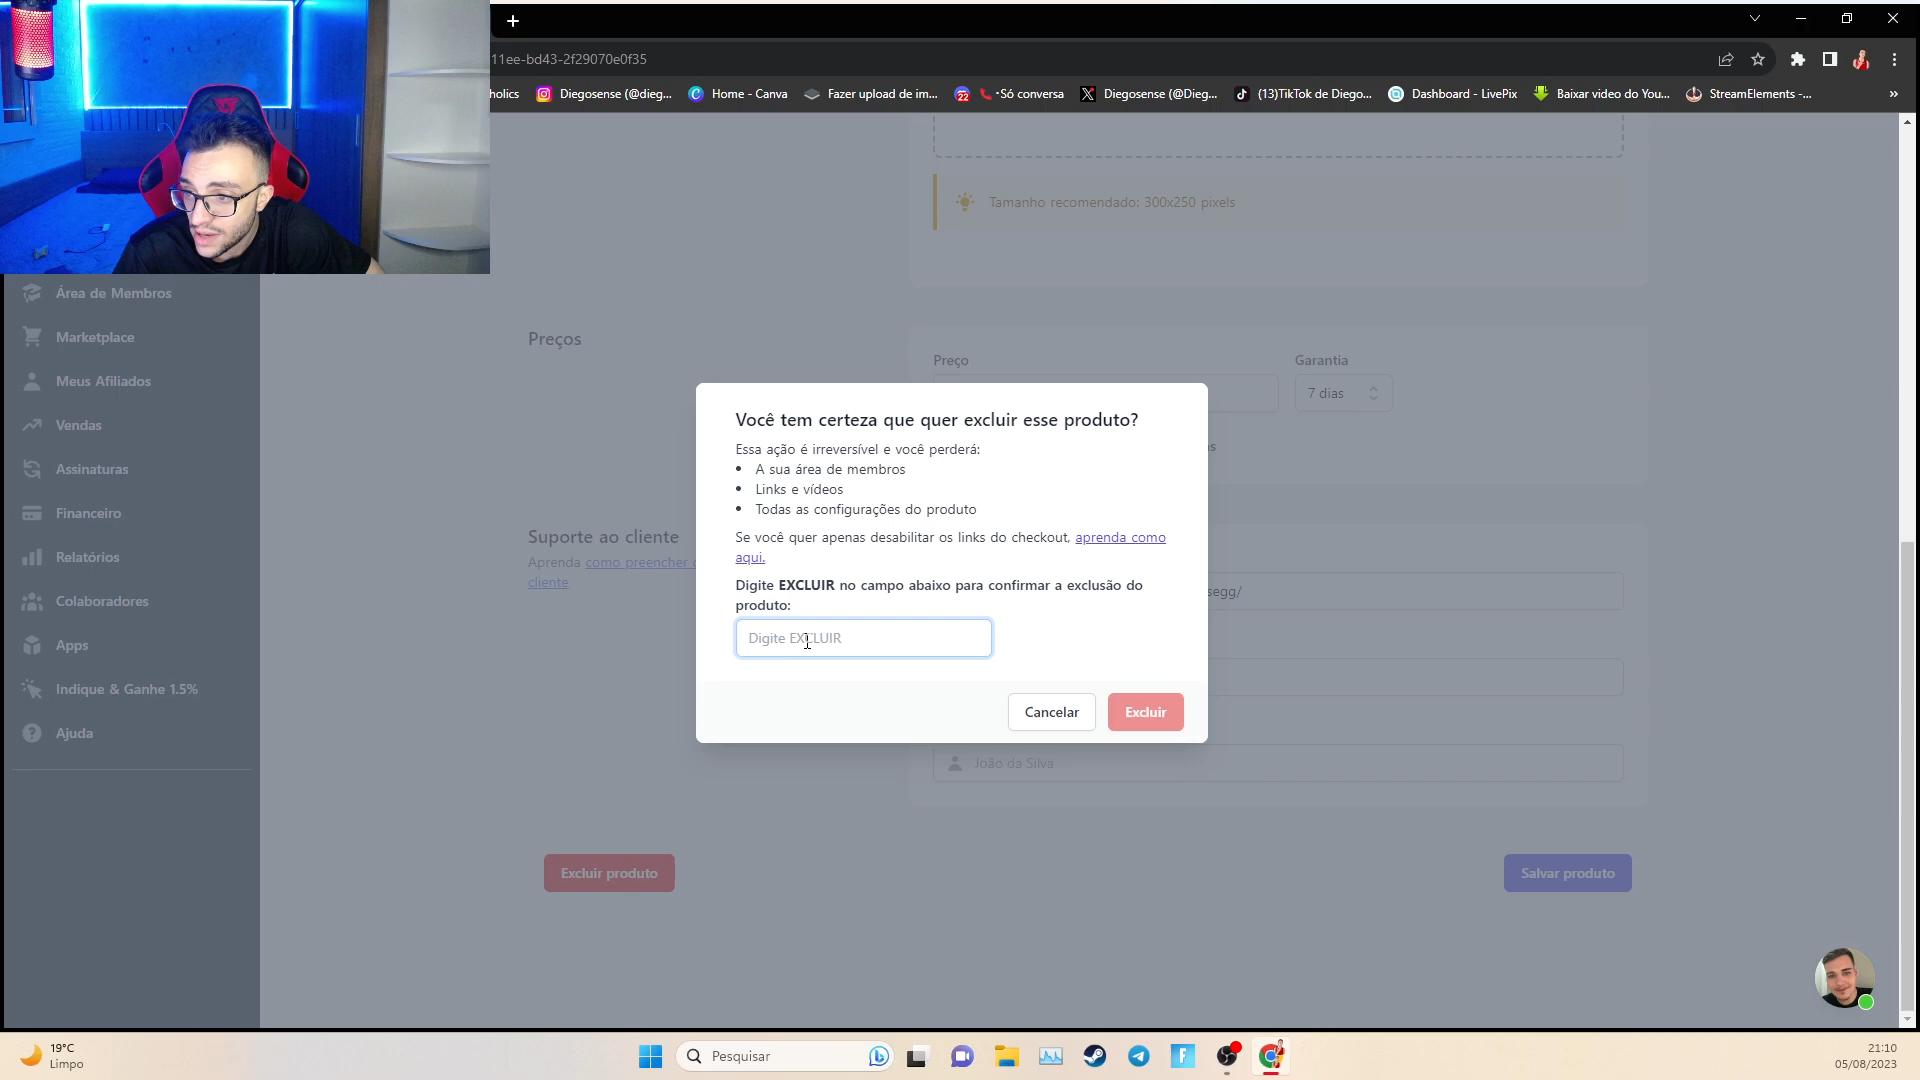 11ee-bd43-2f29070e0f35
holics
Diegosense (@dieg...
Home - Canva
Fazer upload de im...
22
•Só conversa
Diegosense (@Dieg...
(13)TikTok de Diego...
Dashboard - LivePix
Baixar video do You...
StreamElements -...
»
Tamanho recomendado: 300x250 pixels
Área de Membros
Marketplace
Meus Afiliados
Vendas
Assinaturas
Financeiro
Relatórios
Colaboradores
Apps
Indique & Ganhe 1.5%
Ajuda
Preços
Preço
Garantia
7 dias
as
Suporte ao cliente
Aprenda como preencher
cliente
segg/
João da Silva
Você tem certeza que quer excluir esse produto?
Essa ação é irreversível e você perderá:
• A sua área de membros
• Links e vídeos
• Todas as configurações do produto
Se você quer apenas desabilitar os links do checkout, aprenda como
aqui.
Digite EXCLUIR no campo abaixo para confirmar a exclusão do
produto:
Digite EXCLUIR
Cancelar
Excluir
Excluir produto
Salvar produto
19°C
Limpo
Pesquisar
21:10
05/08/2023